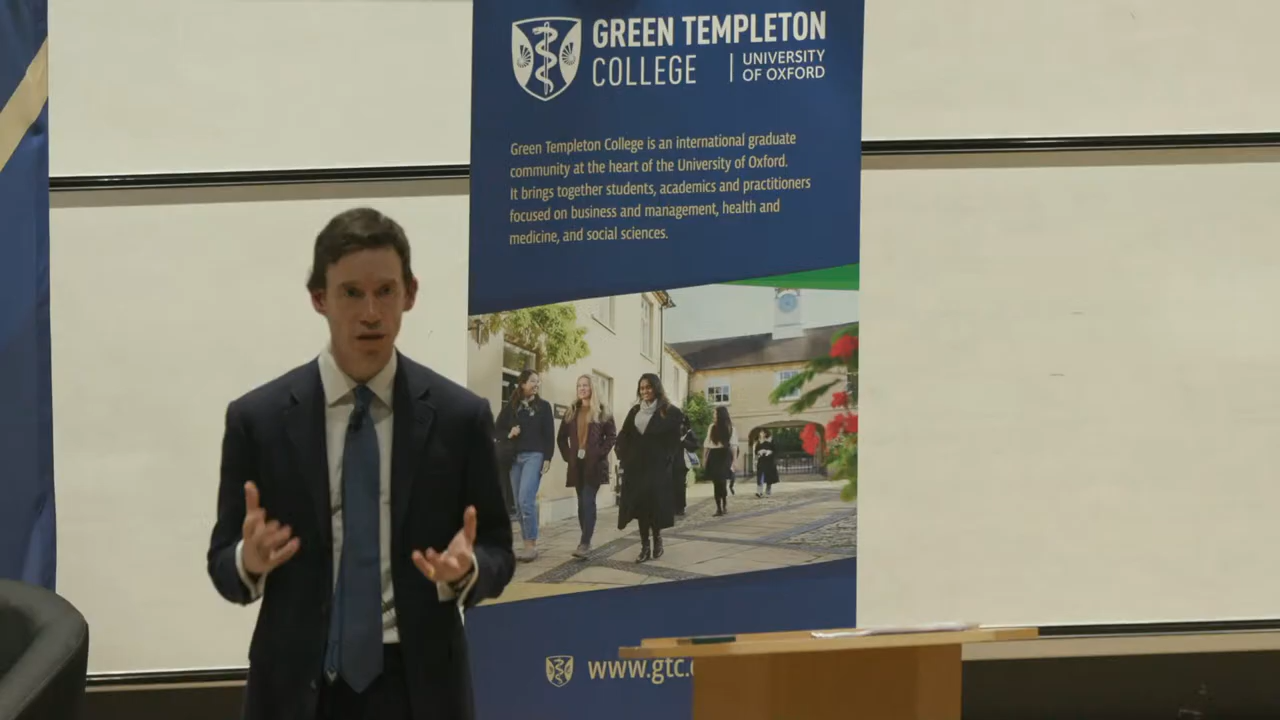 GREEN TEMPLETON
COLLEGE
UNIVERSITY
OF OXFORD
Green Templeton College is an international graduate
community at the heart of the University of Oxford.
It brings together students, academics and practitioners
focused on business and management, health and
medicine, and social sciences.
www.gtc.